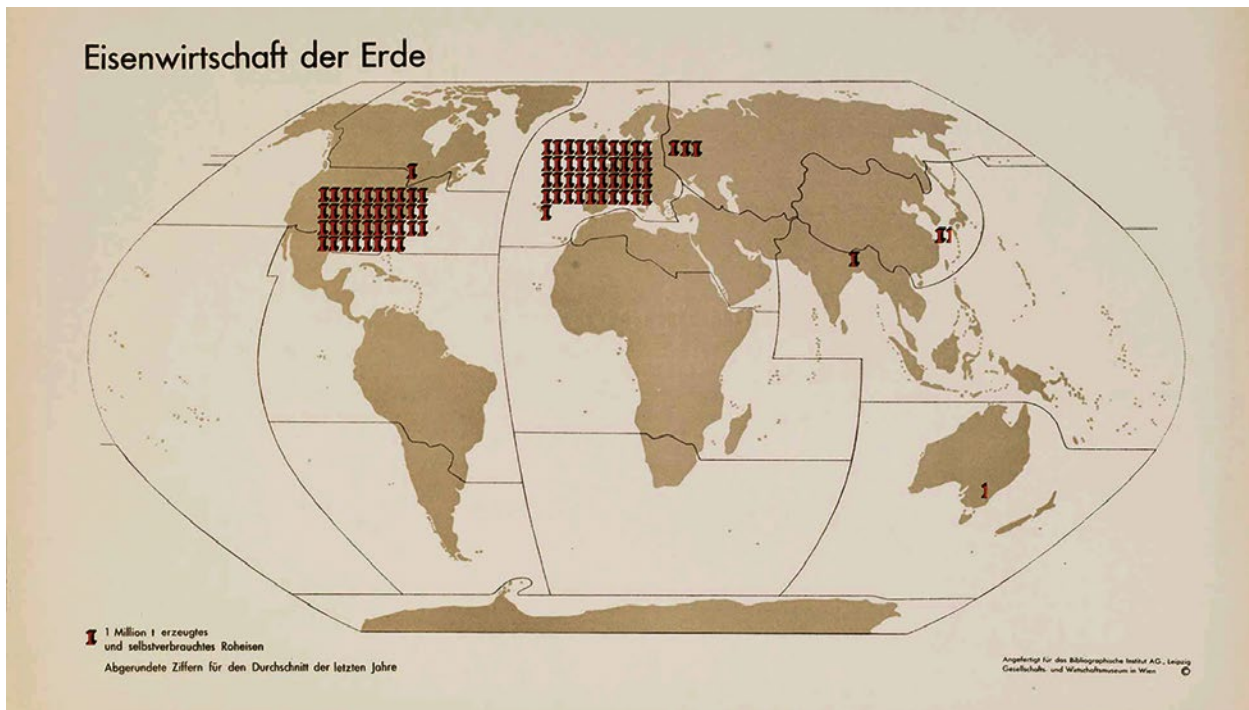 Eisenwirtschaft der Erde
1 Million t erzeugtes
und selbstverbrauchtes Roheisen
Abgerundete Ziffern für den Durchschnitt der letzten Jahre
Angefertigt für das Bibliographische Institut AG., Leipzig
Gesellschafts- und Wirtschaftsmuseum in Wien ©